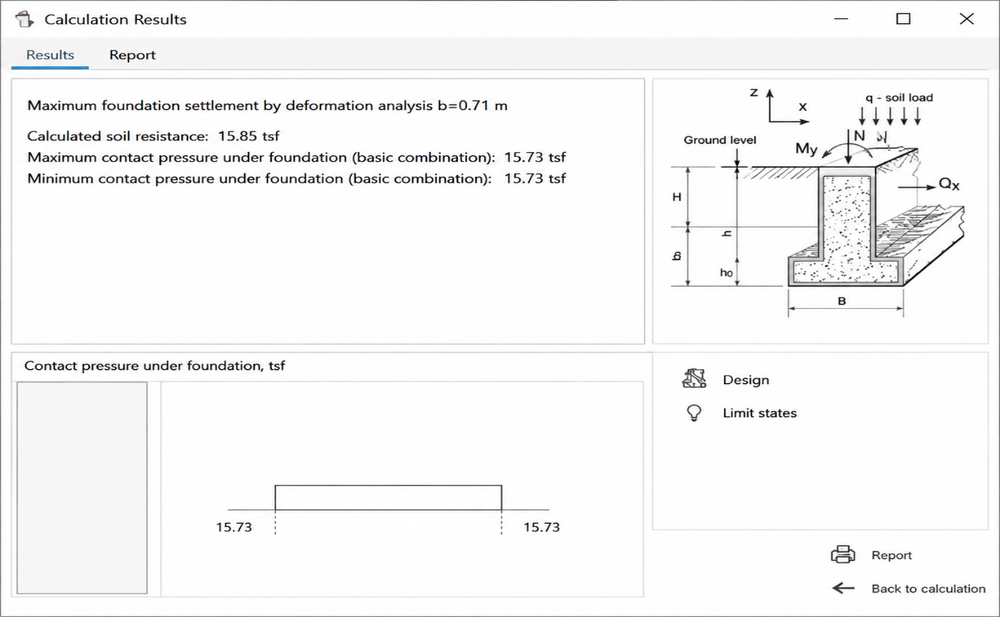 Calculation Results
Results
Report
Maximum foundation settlement by deformation analysis b=0.71 m
Calculated soil resistance: 15.85 tsf
Maximum contact pressure under foundation (basic combination): 15.73 tsf
Minimum contact pressure under foundation (basic combination): 15.73 tsf
z
x
q - soil load
Ground level
My
N
Qx
H
h
h0
B
Contact pressure under foundation, tsf
15.73
15.73
Design
Limit states
Report
Back to calculation